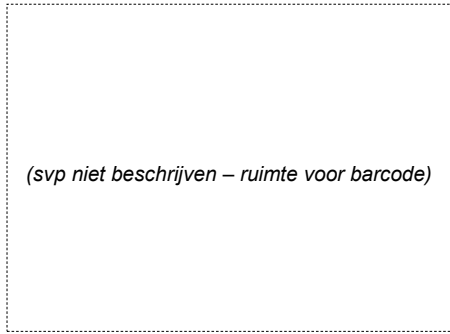 (svp niet beschrijven – ruimte voor barcode)